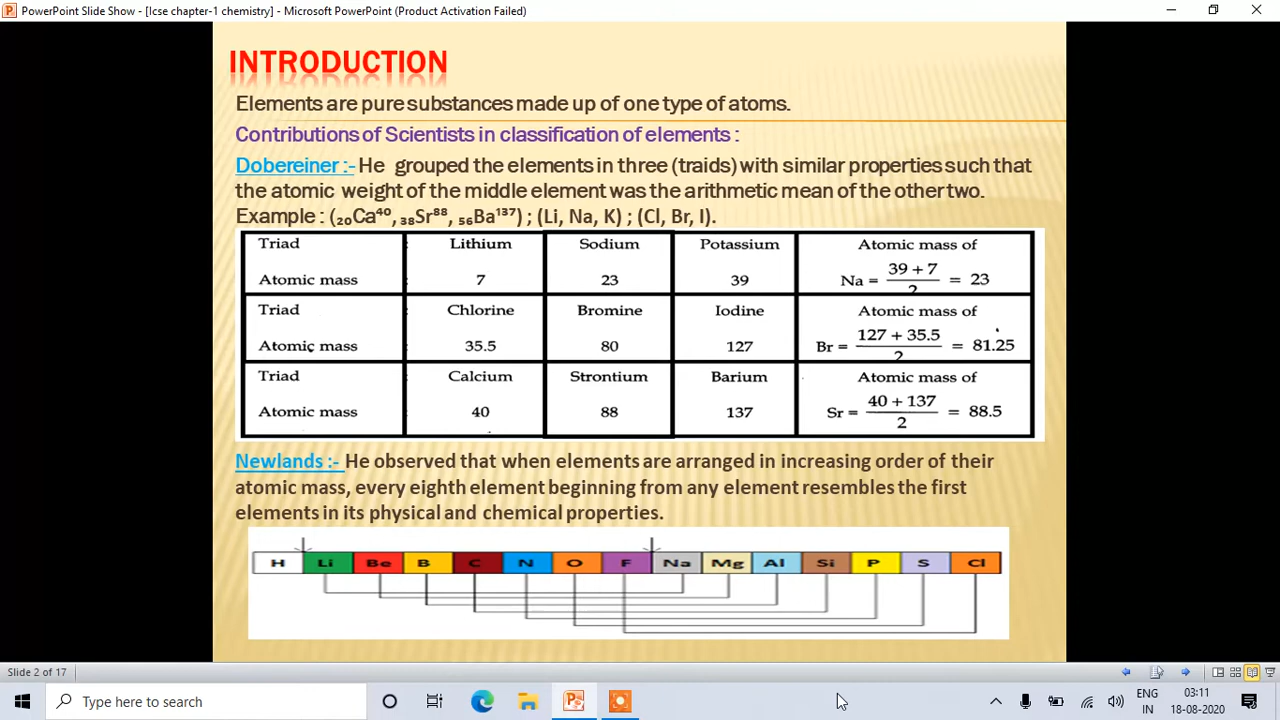 PowerPoint Slide Show - [Icse chapter-1 chemistry] - Microsoft PowerPoint (Product Activation Failed)
INTRODUCTION
Elements are pure substances made up of one type of atoms.
Contributions of Scientists in classification of elements :
Dobereiner :- He grouped the elements in three (traids) with similar properties such that
the atomic weight of the middle element was the arithmetic mean of the other two.
Example : (₂₀Ca⁴⁰, ₃₈Sr⁸⁸, ₅₆Ba¹³⁷) ; (Li, Na, K) ; (Cl, Br, I).
Triad : Lithium Sodium Potassium Atomic mass of
Atomic mass : 7 23 39 Na = 39 + 7 / 2 = 23
Triad : Chlorine Bromine Iodine Atomic mass of
Atomic mass : 35.5 80 127 Br = 127 + 35.5 / 2 = 81.25
Triad : Calcium Strontium Barium Atomic mass of
Atomic mass : 40 88 137 Sr = 40 + 137 / 2 = 88.5
Newlands :- He observed that when elements are arranged in increasing order of their
atomic mass, every eighth element beginning from any element resembles the first
elements in its physical and chemical properties.
H Li Be B C N O F Na Mg Al Si P S Cl
Slide 2 of 17
Type here to search
ENG
IN
03:11
18-08-2020